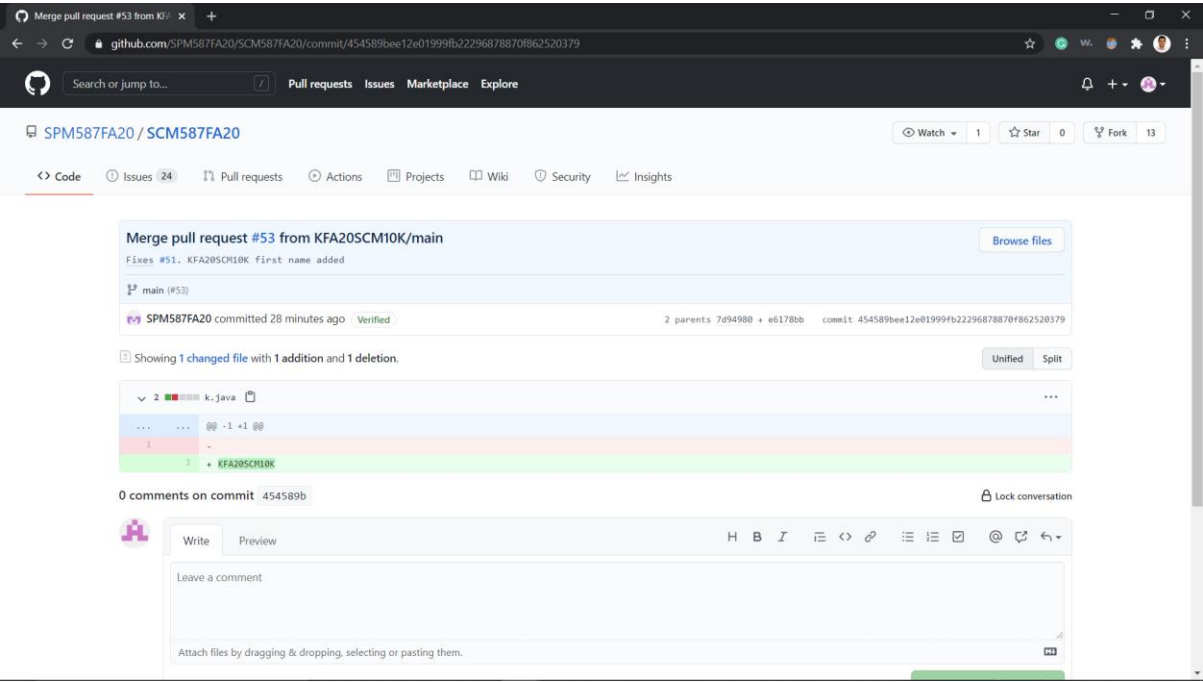 Merge pull request #53 from KFA
github.com/SPM587FA20/SCM587FA20/commit/454589bee12e01999fb22296878870f862520379
Search or jump to... / Pull requests Issues Marketplace Explore
SPM587FA20 / SCM587FA20 Watch 1 Star 0 Fork 13
<> Code Issues 24 Pull requests Actions Projects Wiki Security Insights
Merge pull request #53 from KFA20SCM10K/main Browse files
Fixes #51. KFA20SCM10K first name added
main (#53)
SPM587FA20 committed 28 minutes ago Verified 2 parents 7d94980 + e6178bb commit 454589bee12e01999fb22296878870f862520379
Showing 1 changed file with 1 addition and 1 deletion. Unified Split
2 k.java ...
... ... @@ -1 +1 @@
1 -
1 + KFA20SCM10K
0 comments on commit 454589b Lock conversation
Write Preview H B I <> @
Leave a comment
Attach files by dragging & dropping, selecting or pasting them.